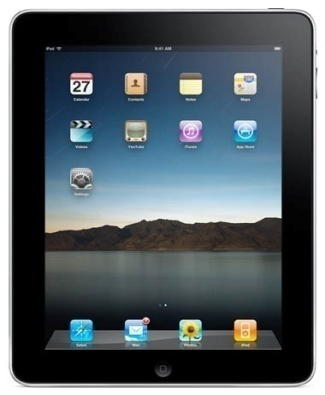 iPad 9:41 AM
27
Calendar Contacts Notes Maps
Videos YouTube iTunes App Store
Settings
Safari Mail Photos iPod